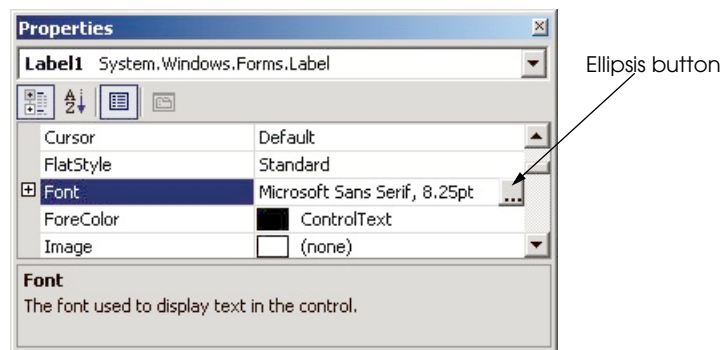 Properties
Label1 System.Windows.Forms.Label
Ellipsis button
Cursor Default
FlatStyle Standard
Font Microsoft Sans Serif, 8.25pt ...
ForeColor ControlText
Image (none)
Font
The font used to display text in the control.